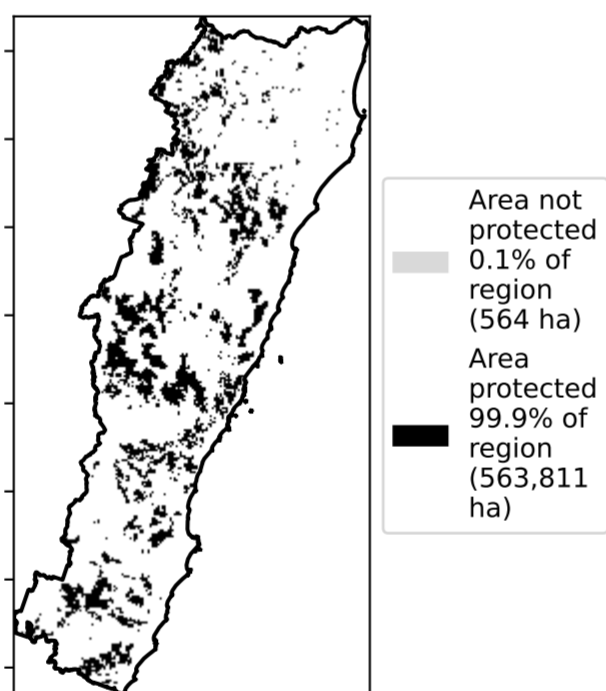 Area not
protected
0.1% of
region
(564 ha)
Area
protected
99.9% of
region
(563,811
ha)